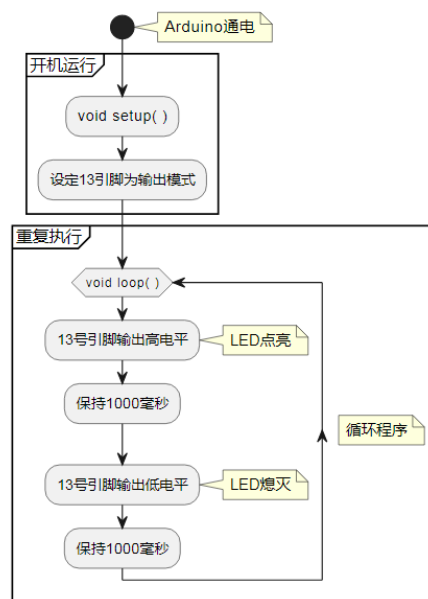 Arduino通电
开机运行
void setup( )
设定13引脚为输出模式
重复执行
void loop( )
13号引脚输出高电平
LED点亮
保持1000毫秒
循环程序
13号引脚输出低电平
LED熄灭
保持1000毫秒